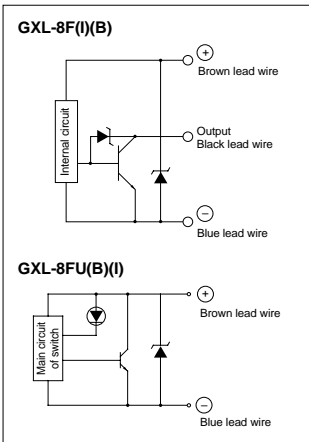 GXL-8F(I)(B)
+
Brown lead wire
Internal circuit
Output
Black lead wire
−
Blue lead wire
GXL-8FU(B)(I)
+
Brown lead wire
Main circuit
of switch
−
Blue lead wire